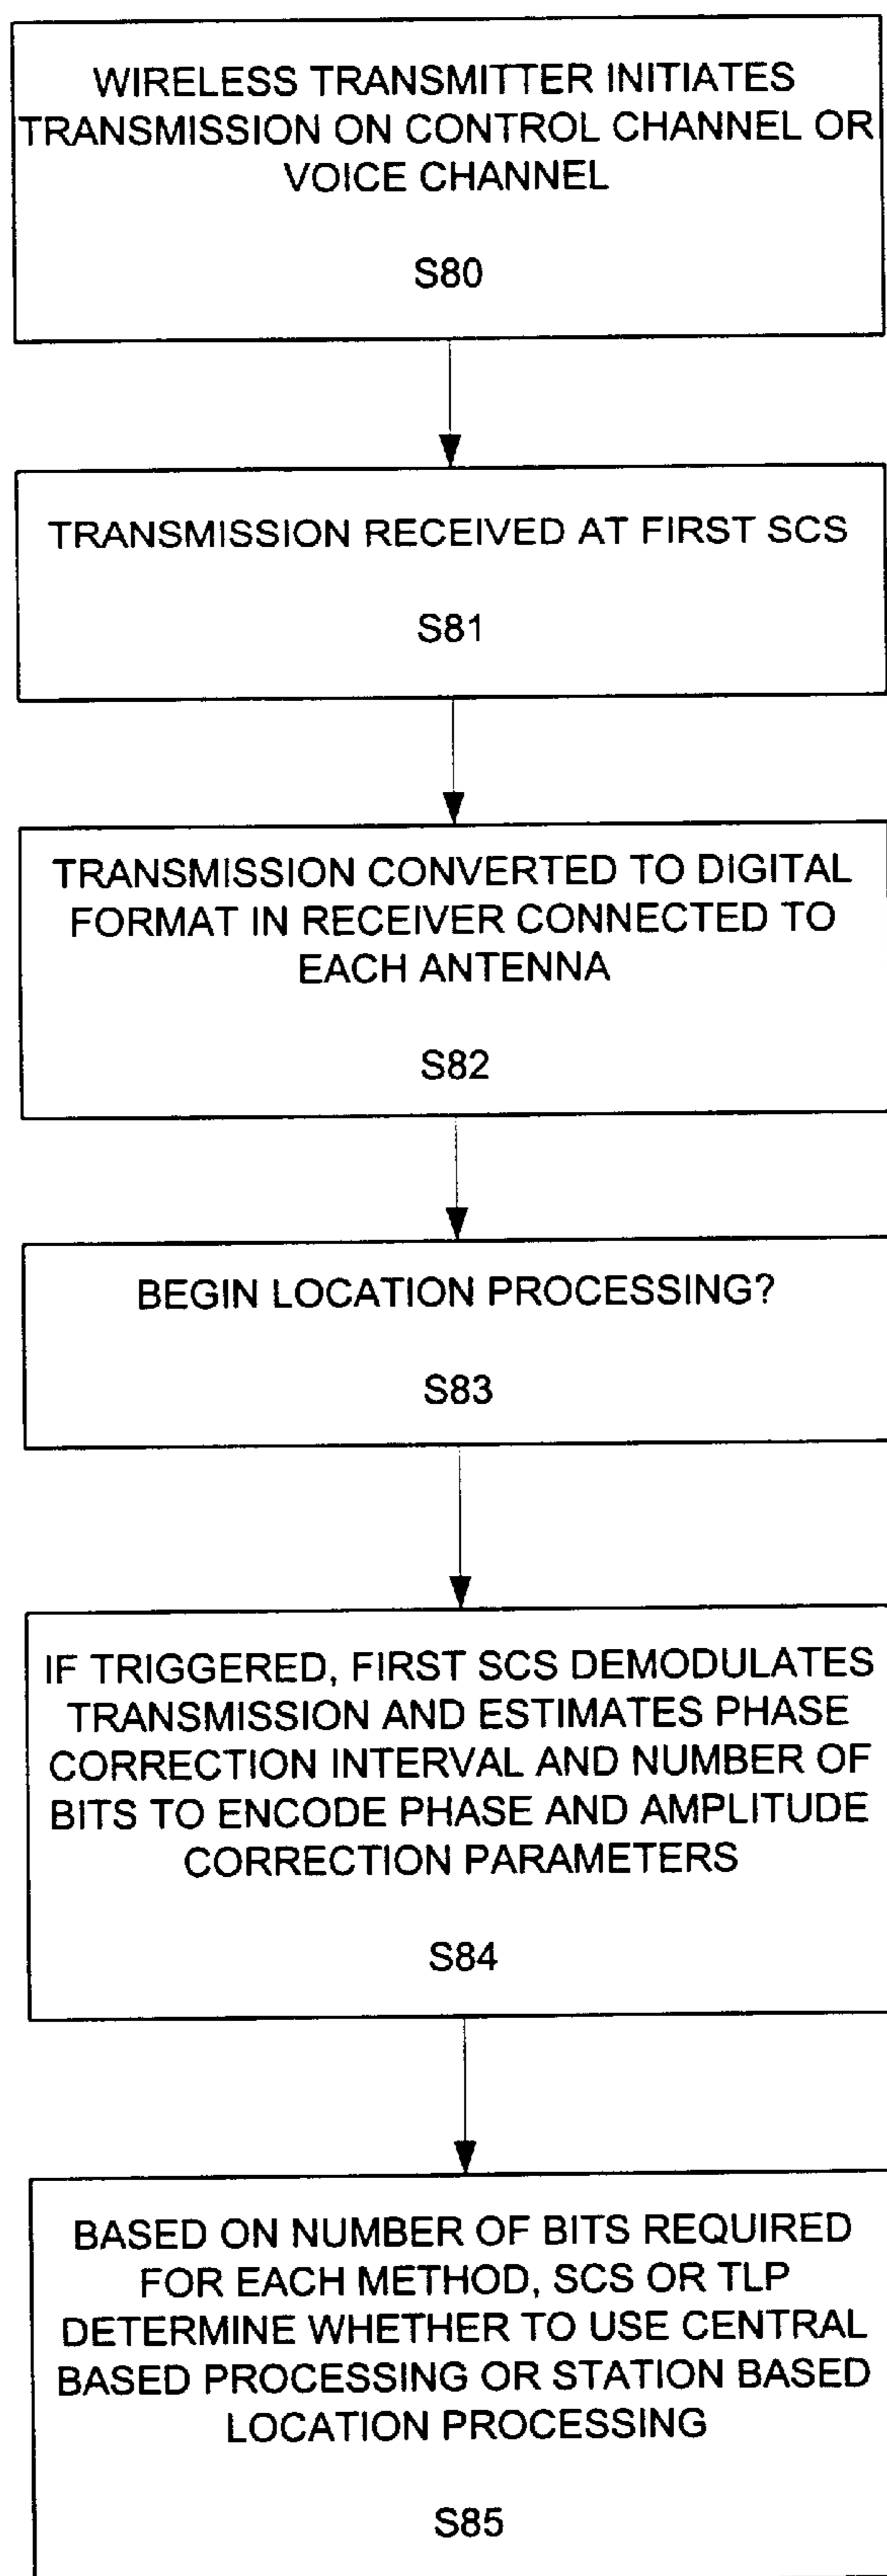 WIRELESS TRANSMITTER INITIATES
TRANSMISSION ON CONTROL CHANNEL OR
VOICE CHANNEL
S80
TRANSMISSION RECEIVED AT FIRST SCS
S81
TRANSMISSION CONVERTED TO DIGITAL
FORMAT IN RECEIVER CONNECTED TO
EACH ANTENNA
S82
BEGIN LOCATION PROCESSING?
S83
IF TRIGGERED, FIRST SCS DEMODULATES
TRANSMISSION AND ESTIMATES PHASE
CORRECTION INTERVAL AND NUMBER OF
BITS TO ENCODE PHASE AND AMPLITUDE
CORRECTION PARAMETERS
S84
BASED ON NUMBER OF BITS REQUIRED
FOR EACH METHOD, SCS OR TLP
DETERMINE WHETHER TO USE CENTRAL
BASED PROCESSING OR STATION BASED
LOCATION PROCESSING
S85